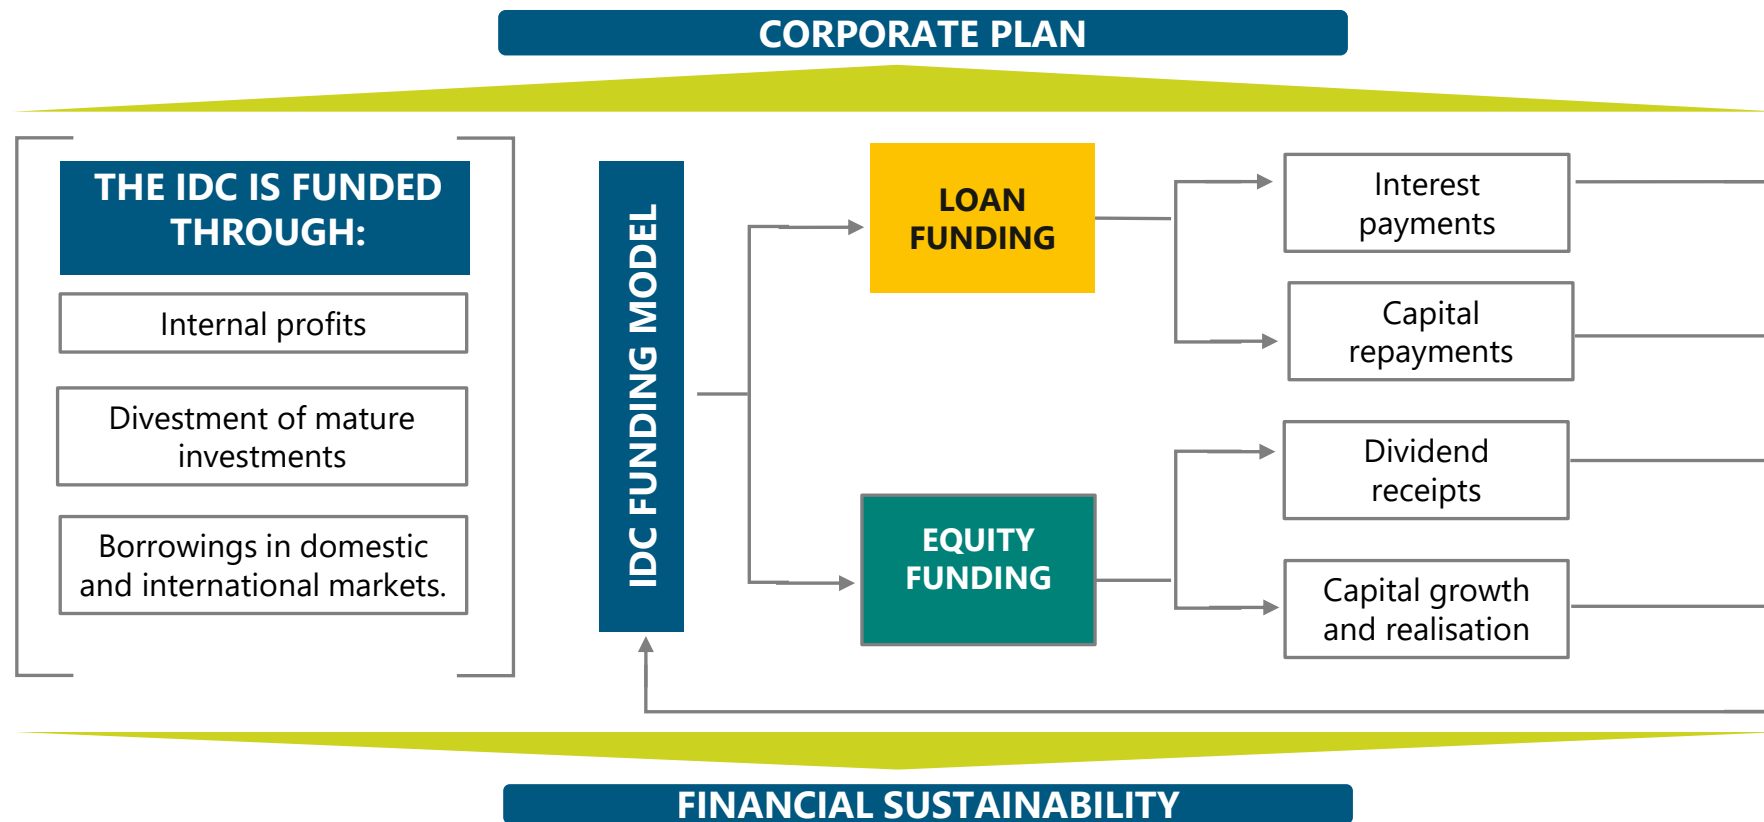 CORPORATE PLAN
THE IDC IS FUNDED
THROUGH:
Internal profits
Divestment of mature
investments
Borrowings in domestic
and international markets.
IDC FUNDING MODEL
LOAN
FUNDING
Interest
payments
Capital
repayments
EQUITY
FUNDING
Dividend
receipts
Capital growth
and realisation
FINANCIAL SUSTAINABILITY